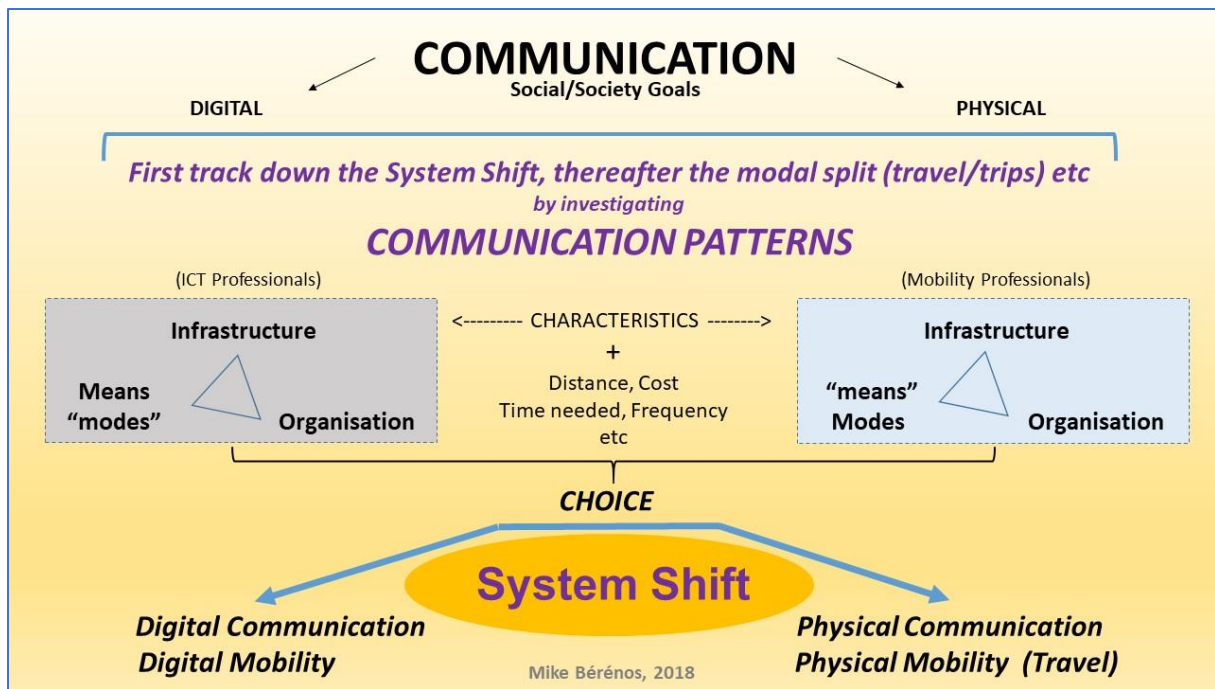 COMMUNICATION
Social/Society Goals
DIGITAL
PHYSICAL
First track down the System Shift, thereafter the modal split (travel/trips) etc
by investigating
COMMUNICATION PATTERNS
(ICT Professionals)
(Mobility Professionals)
Infrastructure
Means
“modes”
Organisation
<--------- CHARACTERISTICS -------->
+
Distance, Cost
Time needed, Frequency
etc
Infrastructure
“means”
Modes
Organisation
CHOICE
System Shift
Digital Communication
Digital Mobility
Physical Communication
Physical Mobility (Travel)
Mike Bérénos, 2018